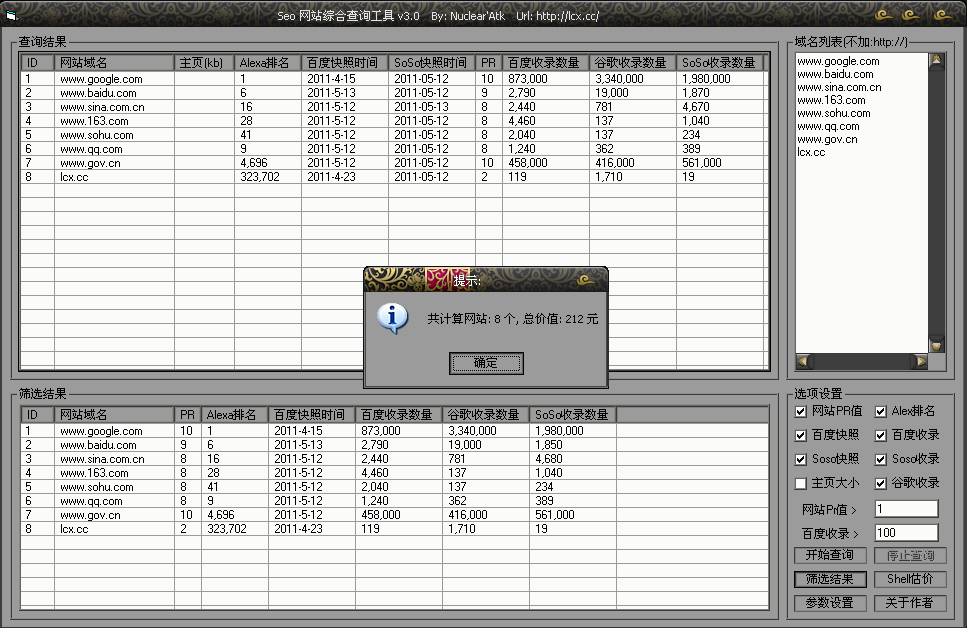 Seo 网站综合查询工具 v3.0 By: Nuclear'Atk Url: http://lcx.cc/
查询结果
ID 网站域名 主页(kb) Alexa排名 百度快照时间 SoSo快照时间 PR 百度收录数量 谷歌收录数量 SoSo收录数量
1 www.google.com 1 2011-4-15 2011-05-12 10 873,000 3,340,000 1,980,000
2 www.baidu.com 6 2011-5-13 2011-05-13 9 2,790 19,000 1,870
3 www.sina.com.cn 16 2011-5-12 2011-05-13 8 2,440 781 4,670
4 www.163.com 28 2011-5-12 2011-05-12 8 4,460 137 1,040
5 www.sohu.com 41 2011-5-12 2011-05-12 8 2,040 137 234
6 www.qq.com 9 2011-5-12 2011-05-12 8 1,240 362 389
7 www.gov.cn 4,696 2011-5-12 2011-05-12 10 458,000 416,000 561,000
8 lcx.cc 323,702 2011-4-23 2011-05-12 2 119 1,710 19
域名列表(不加:http://)
www.google.com
www.baidu.com
www.sina.com.cn
www.163.com
www.sohu.com
www.qq.com
www.gov.cn
lcx.cc
提示:
共计算网站: 8 个, 总价值: 212 元
确定
筛选结果
ID 网站域名 PR Alexa排名 百度快照时间 百度收录数量 谷歌收录数量 SoSo收录数量
1 www.google.com 10 1 2011-4-15 873,000 3,340,000 1,980,000
2 www.baidu.com 9 6 2011-5-13 2,790 19,000 1,850
3 www.sina.com.cn 8 16 2011-5-12 2,440 781 4,680
4 www.163.com 8 28 2011-5-12 4,460 137 1,040
5 www.sohu.com 8 41 2011-5-12 2,040 137 234
6 www.qq.com 8 9 2011-5-12 1,240 362 389
7 www.gov.cn 10 4,696 2011-5-12 458,000 416,000 561,000
8 lcx.cc 2 323,702 2011-4-23 119 1,710 19
选项设置
网站PR值 Alex排名
百度快照 百度收录
Soso快照 Soso收录
主页大小 谷歌收录
网站Pr值 > 1
百度收录 > 100
开始查询 停止查询
筛选结果 Shell估价
参数设置 关于作者